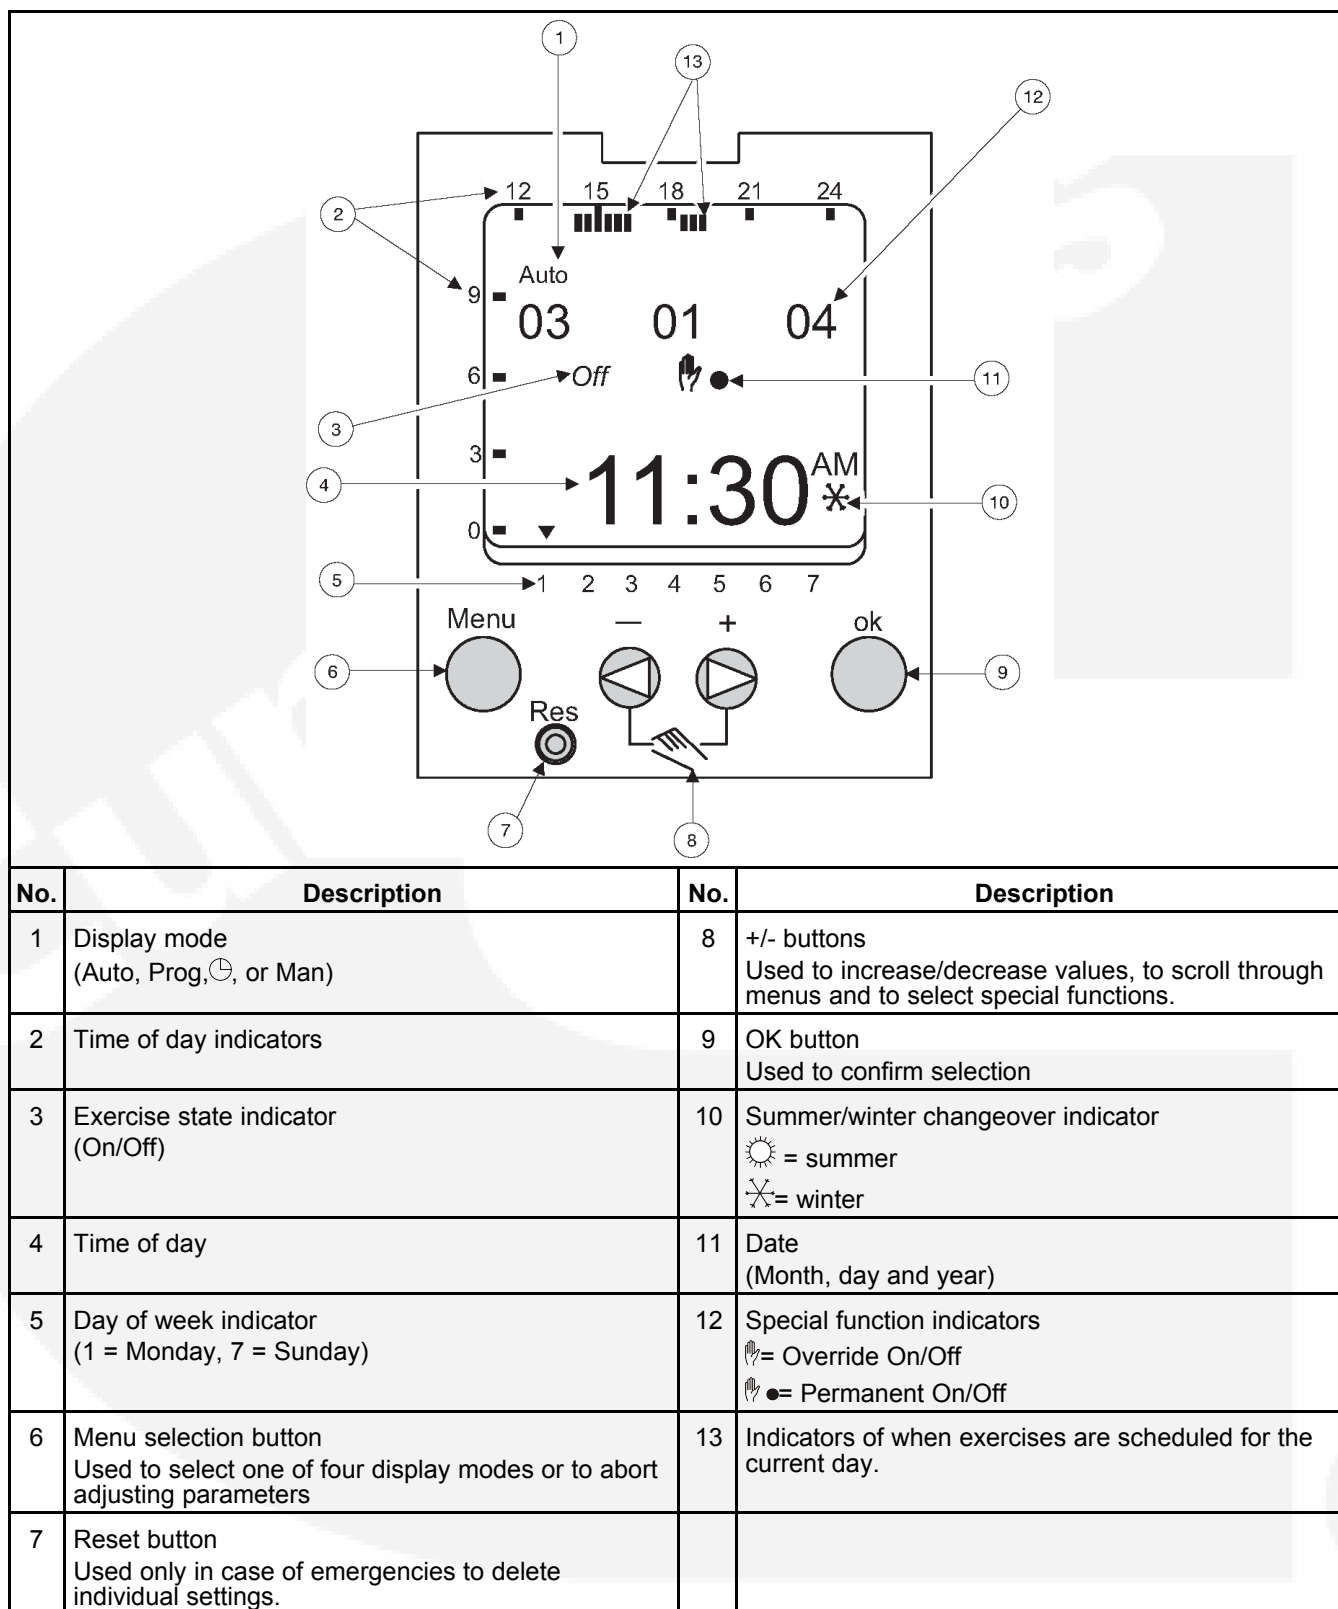 1
13
12
12 15 18 21 24
2
Auto
9
03 01 04
6
Off
11
3
3
4
11:30 AM
10
0
5
1 2 3 4 5 6 7
Menu — + ok
6
9
Res
7
8
No. Description No. Description
1 Display mode
(Auto, Prog, , or Man)
8 +/- buttons
Used to increase/decrease values, to scroll through
menus and to select special functions.
2 Time of day indicators
9 OK button
Used to confirm selection
3 Exercise state indicator
(On/Off)
10 Summer/winter changeover indicator
= summer
= winter
4 Time of day
11 Date
(Month, day and year)
5 Day of week indicator
(1 = Monday, 7 = Sunday)
12 Special function indicators
= Override On/Off
●= Permanent On/Off
6 Menu selection button
Used to select one of four display modes or to abort
adjusting parameters
13 Indicators of when exercises are scheduled for the
current day.
7 Reset button
Used only in case of emergencies to delete
individual settings.